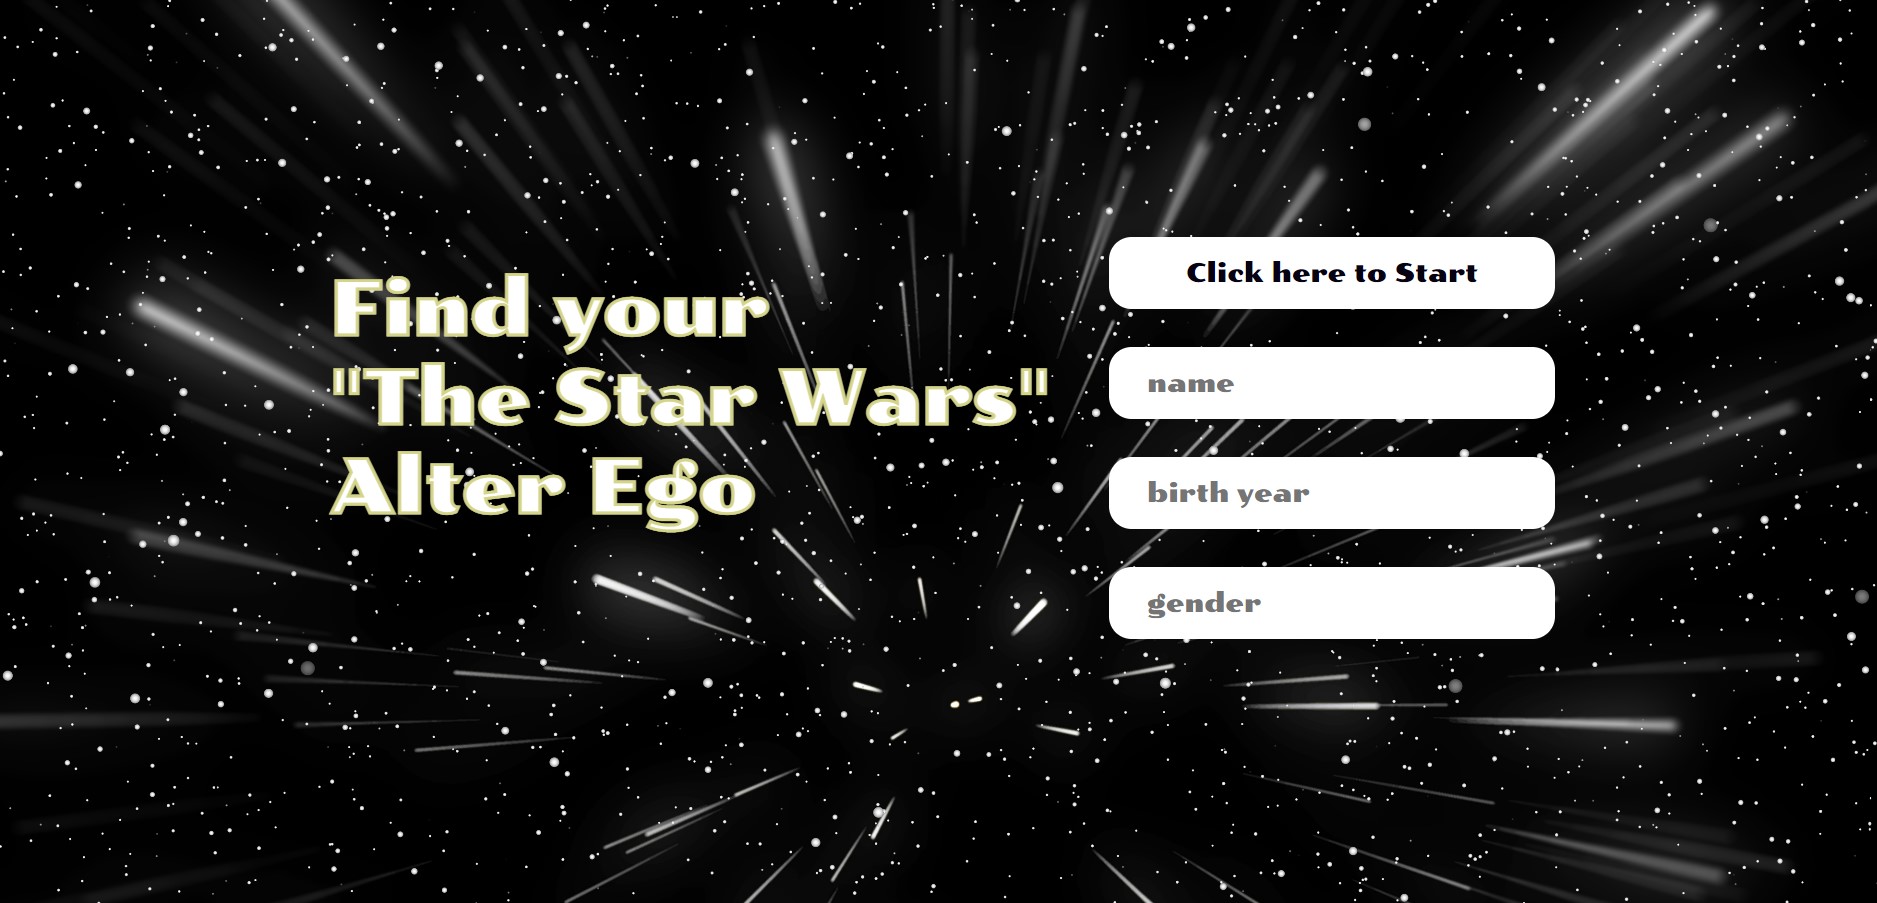 Find your
"The Star Wars"
Alter Ego
Click here to Start
name
birth year
gender